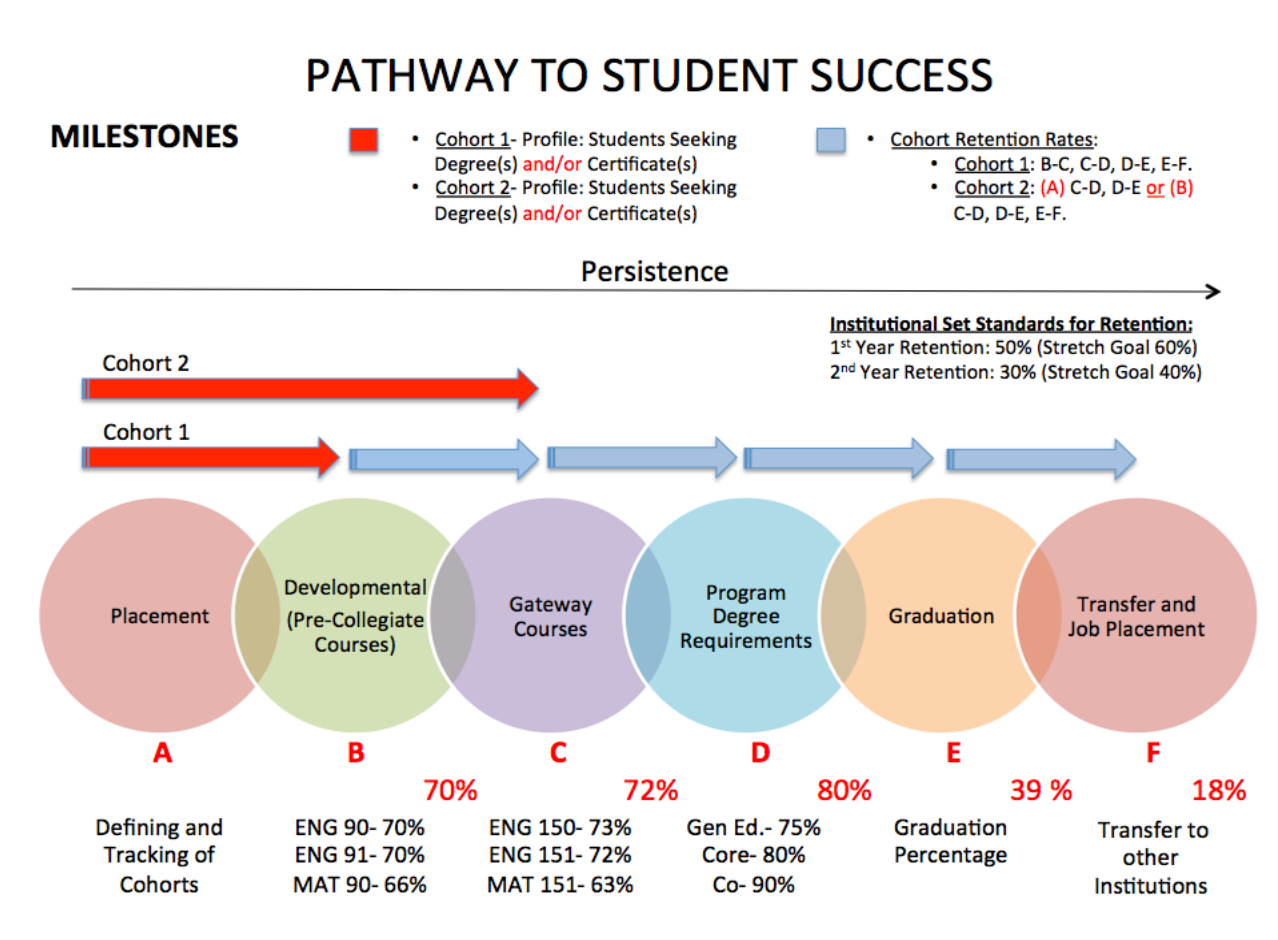 PATHWAY TO STUDENT SUCCESS
MILESTONES
• Cohort 1- Profile: Students Seeking
Degree(s) and/or Certificate(s)
• Cohort 2- Profile: Students Seeking
Degree(s) and/or Certificate(s)
• Cohort Retention Rates:
• Cohort 1: B-C, C-D, D-E, E-F.
• Cohort 2: (A) C-D, D-E or (B)
C-D, D-E, E-F.
Persistence
Institutional Set Standards for Retention:
1st Year Retention: 50% (Stretch Goal 60%)
2nd Year Retention: 30% (Stretch Goal 40%)
Cohort 2
Cohort 1
Placement
Developmental
(Pre-Collegiate
Courses)
Gateway
Courses
Program
Degree
Requirements
Graduation
Transfer and
Job Placement
A B C D E F
70% 72% 80% 39 % 18%
Defining and
Tracking of
Cohorts
ENG 90- 70%
ENG 91- 70%
MAT 90- 66%
ENG 150- 73%
ENG 151- 72%
MAT 151- 63%
Gen Ed.- 75%
Core- 80%
Co- 90%
Graduation
Percentage
Transfer to
other
Institutions